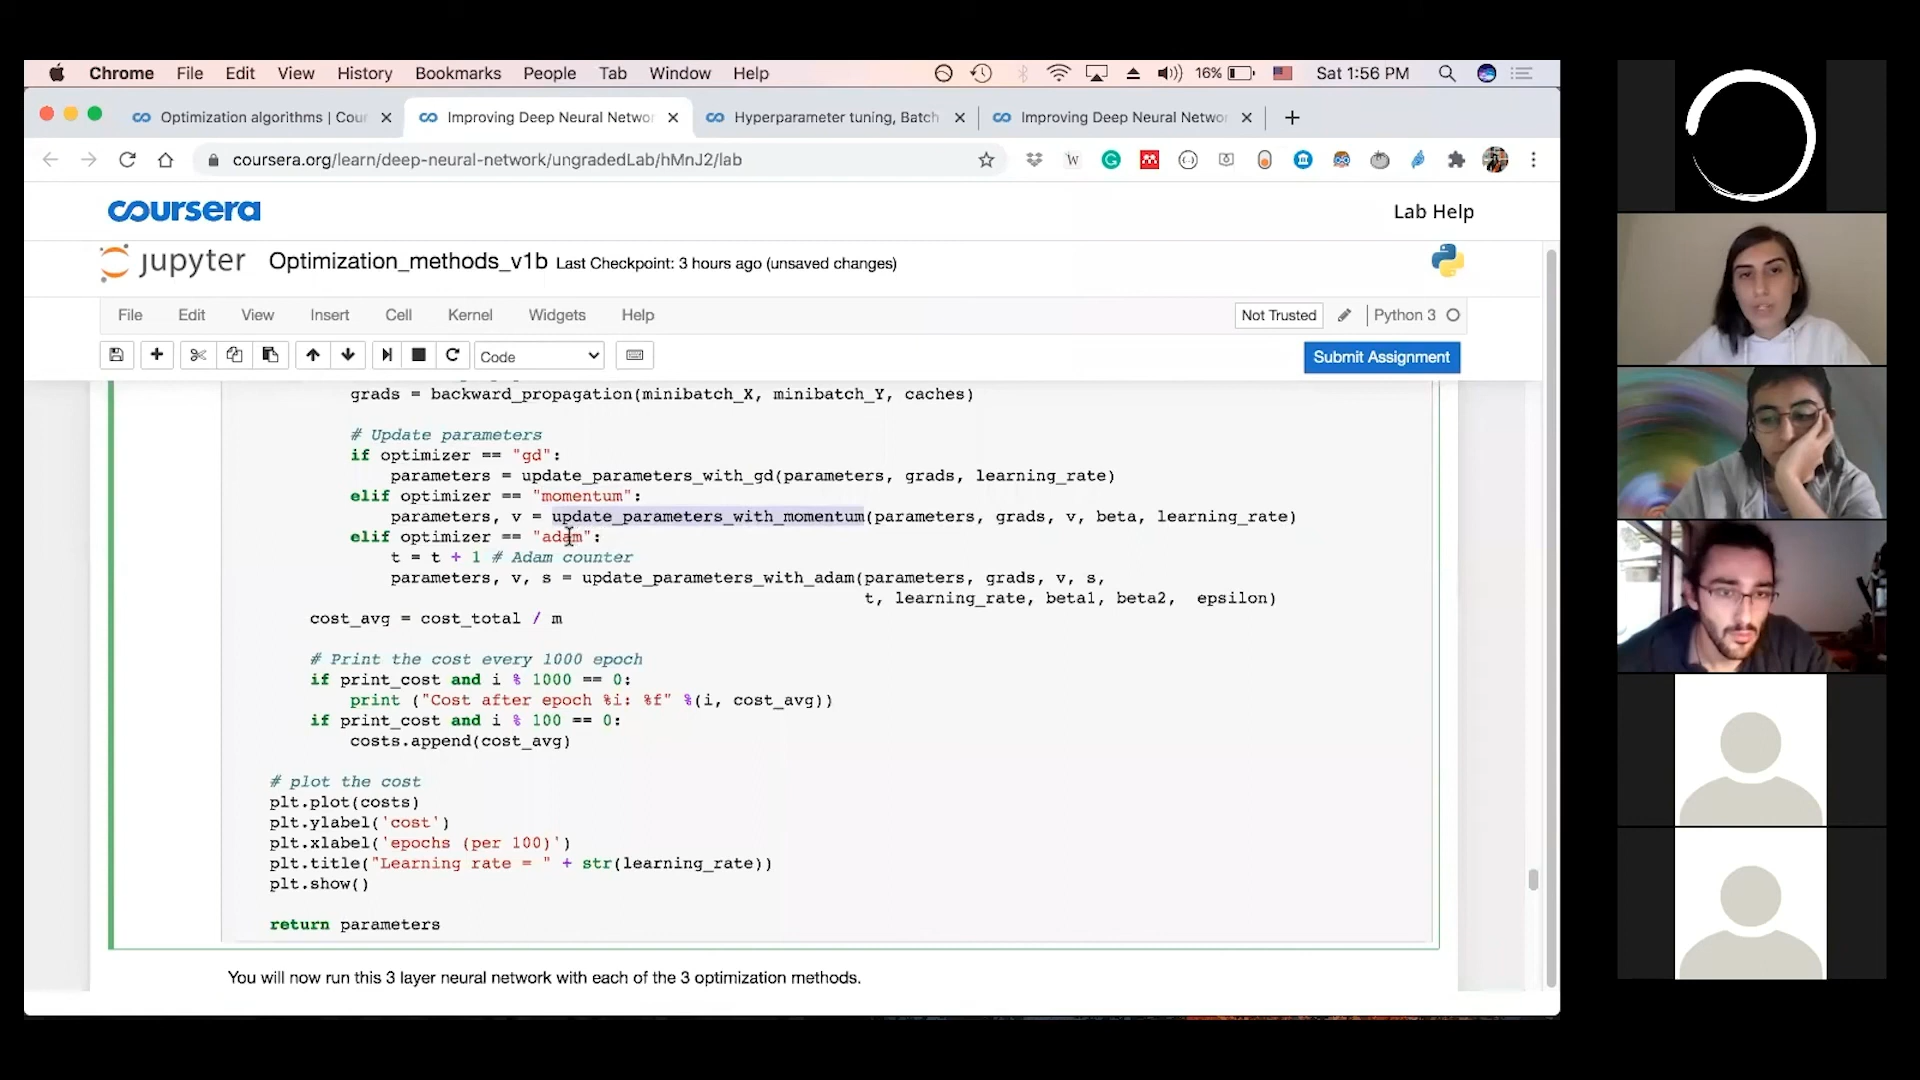 Chrome File Edit View History Bookmarks People Tab Window Help 16% Sat 1:56 PM
Optimization algorithms | Cour Improving Deep Neural Networ Hyperparameter tuning, Batch Improving Deep Neural Networ
coursera.org/learn/deep-neural-network/ungradedLab/hMnJ2/lab
coursera Lab Help
jupyter Optimization_methods_v1b Last Checkpoint: 3 hours ago (unsaved changes)
File Edit View Insert Cell Kernel Widgets Help Not Trusted Python 3
Code Submit Assignment
grads = backward_propagation(minibatch_X, minibatch_Y, caches)
# Update parameters
if optimizer == "gd":
parameters = update_parameters_with_gd(parameters, grads, learning_rate)
elif optimizer == "momentum":
parameters, v = update_parameters_with_momentum(parameters, grads, v, beta, learning_rate)
elif optimizer == "adam":
t = t + 1 # Adam counter
parameters, v, s = update_parameters_with_adam(parameters, grads, v, s,
t, learning_rate, beta1, beta2, epsilon)
cost_avg = cost_total / m
# Print the cost every 1000 epoch
if print_cost and i % 1000 == 0:
print ("Cost after epoch %i: %f" %(i, cost_avg))
if print_cost and i % 100 == 0:
costs.append(cost_avg)
# plot the cost
plt.plot(costs)
plt.ylabel('cost')
plt.xlabel('epochs (per 100)')
plt.title("Learning rate = " + str(learning_rate))
plt.show()
return parameters
You will now run this 3 layer neural network with each of the 3 optimization methods.